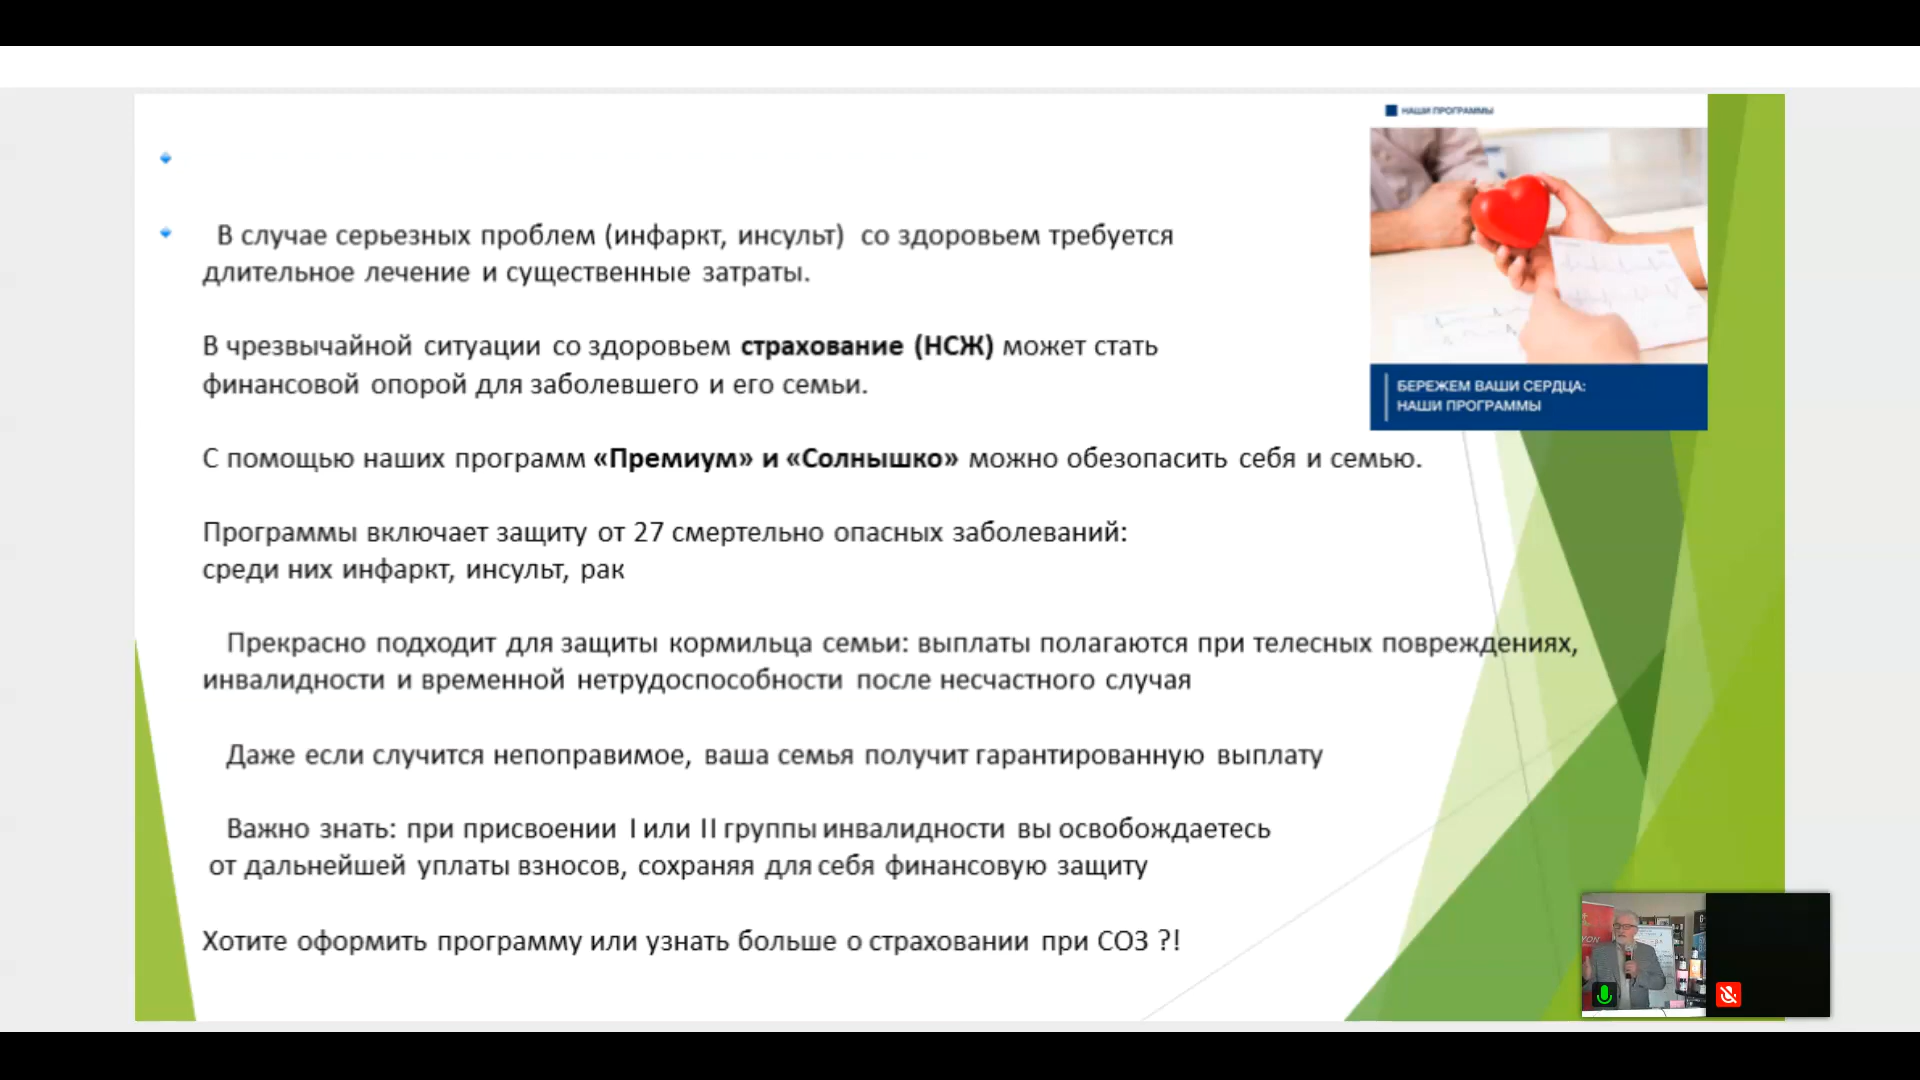 НАШИ ПРОГРАММЫ
В случае серьезных проблем (инфаркт, инсульт) со здоровьем требуется
длительное лечение и существенные затраты.
В чрезвычайной ситуации со здоровьем страхование (НСЖ) может стать
финансовой опорой для заболевшего и его семьи.
БЕРЕЖЕМ ВАШИ СЕРДЦА:
НАШИ ПРОГРАММЫ
С помощью наших программ «Премиум» и «Солнышко» можно обезопасить себя и семью.
Программы включает защиту от 27 смертельно опасных заболеваний:
среди них инфаркт, инсульт, рак
Прекрасно подходит для защиты кормильца семьи: выплаты полагаются при телесных повреждениях,
инвалидности и временной нетрудоспособности после несчастного случая
Даже если случится непоправимое, ваша семья получит гарантированную выплату
Важно знать: при присвоении I или II группы инвалидности вы освобождаетесь
от дальнейшей уплаты взносов, сохраняя для себя финансовую защиту
Хотите оформить программу или узнать больше о страховании при СОЗ ?!